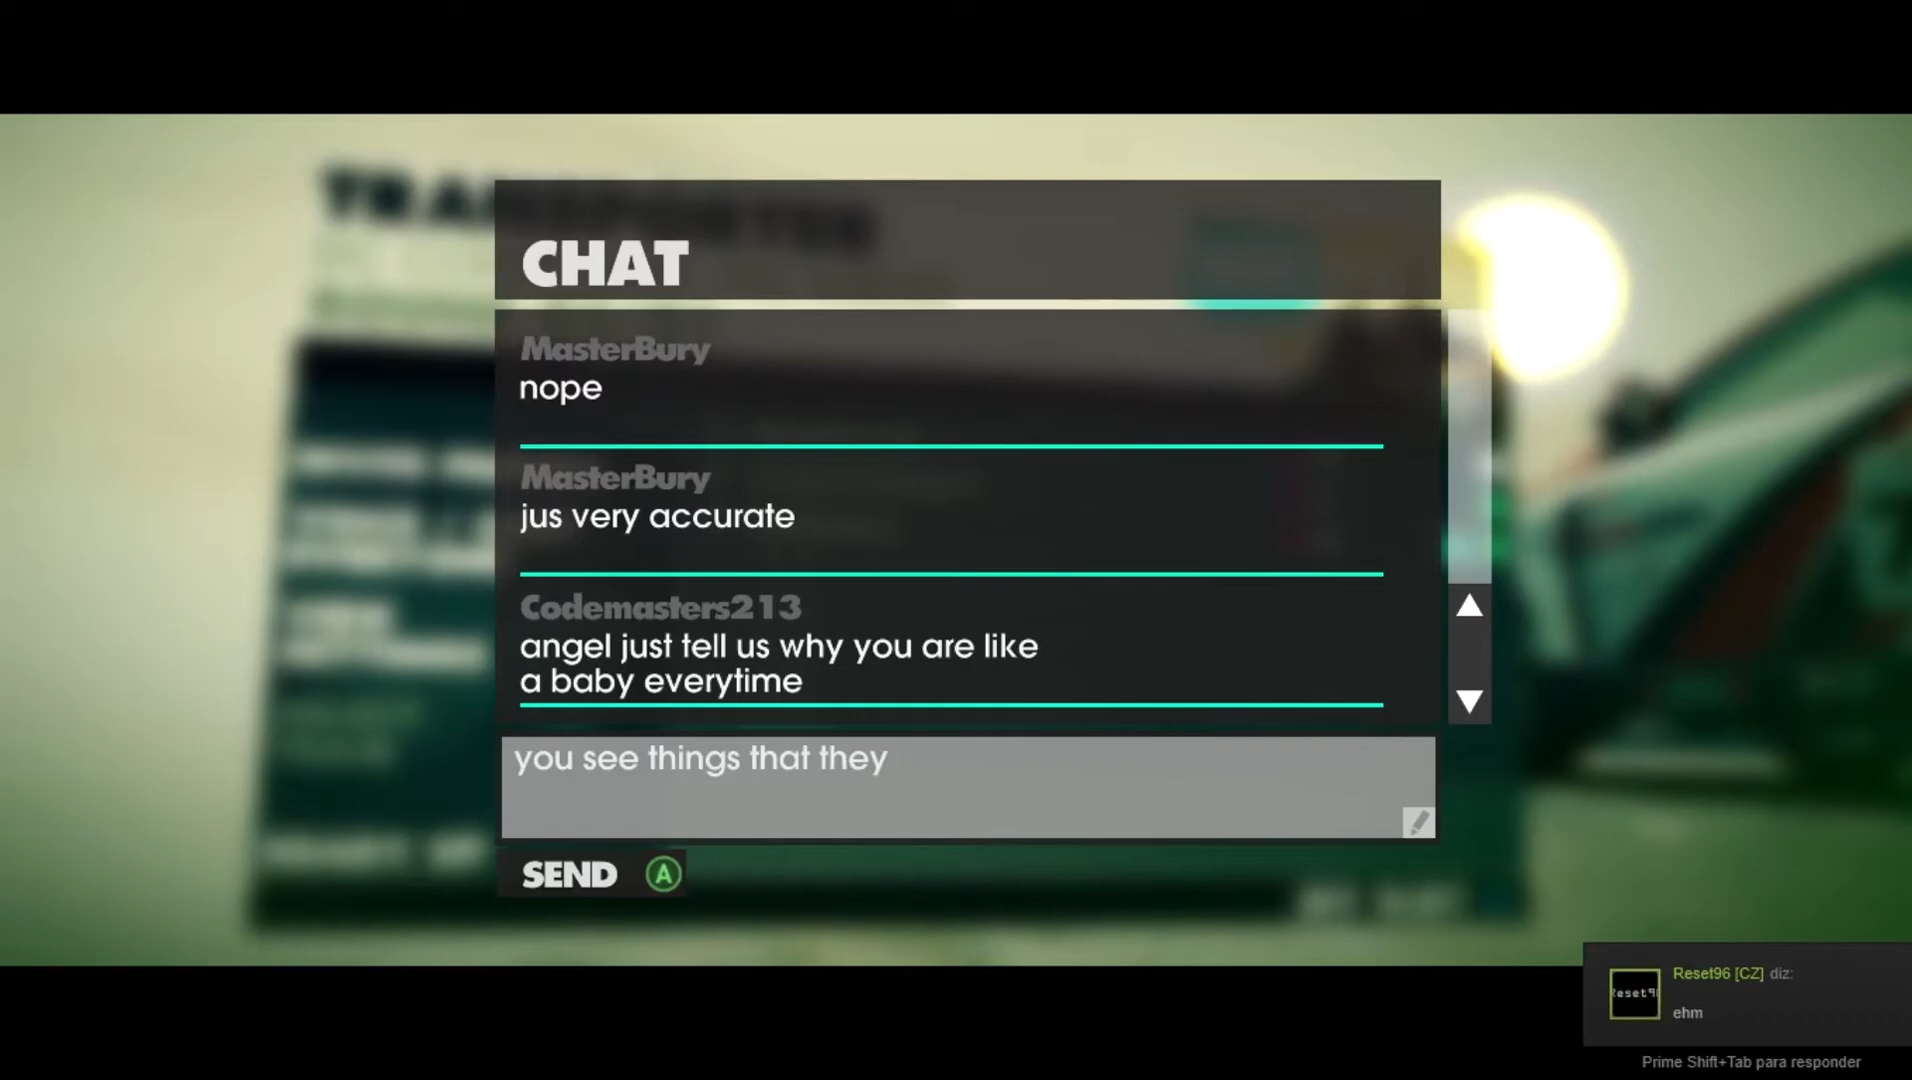 TRANSPORTER
CHAT
MasterBury
nope
MasterBury
jus very accurate
Codemasters213
angel just tell us why you are like
a baby everytime
you see things that they
SEND A
Reset96 [CZ] diz:
ehm
Prime Shift+Tab para responder